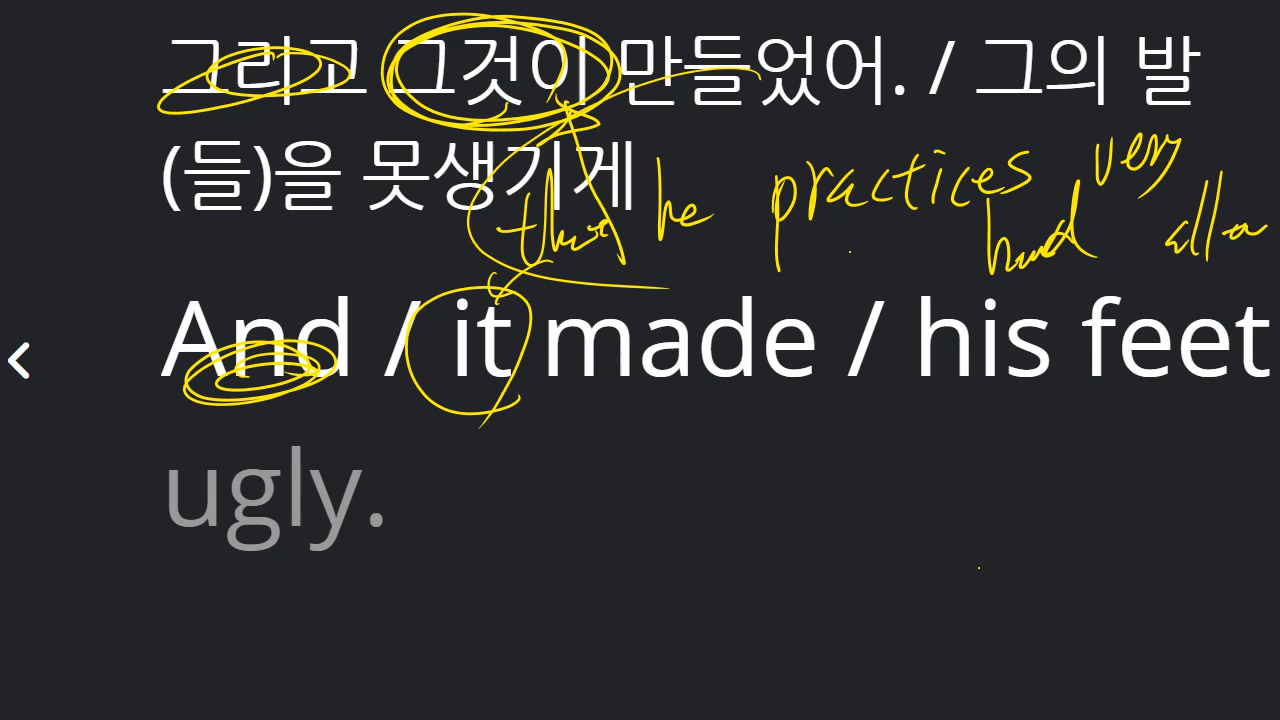 그리고 그것이 만들었어. / 그의 발
(들)을 못생기게
that he practices very
hard all
And / it made / his feet
ugly.